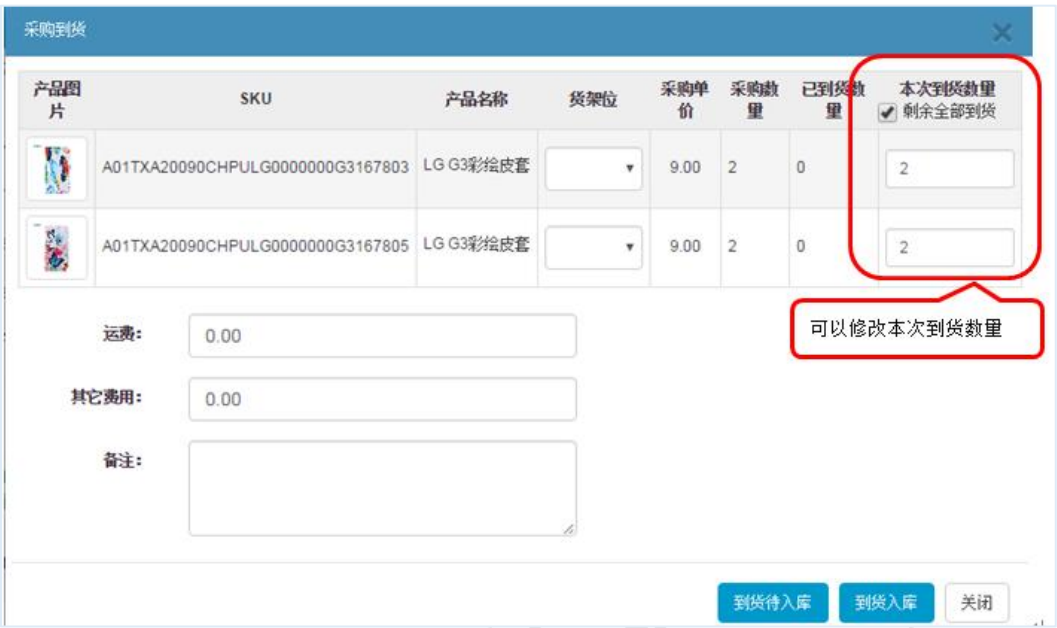 采购到货
产品图片 SKU 产品名称 货架位 采购单价 采购数量 已到货数量 本次到货数量
剩余全部到货
A01TXA20090CHPULG0000000G3167803 LG G3彩绘皮套 9.00 2 0 2
A01TXA20090CHPULG0000000G3167805 LG G3彩绘皮套 9.00 2 0 2
可以修改本次到货数量
运费: 0.00
其它费用: 0.00
备注:
到货待入库 到货入库 关闭